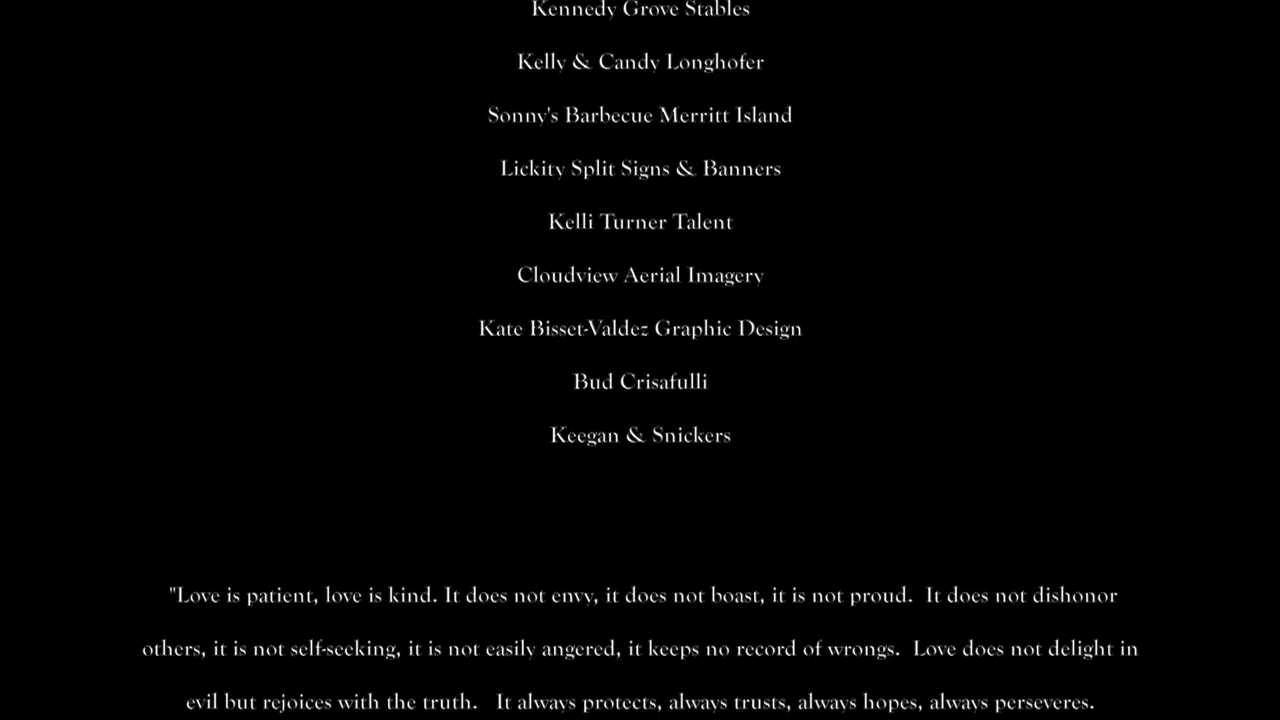 Kennedy Grove Stables
Kelly & Candy Longhofer
Sonny's Barbecue Merritt Island
Lickity Split Signs & Banners
Kelli Turner Talent
Cloudview Aerial Imagery
Kate Bisset-Valdez Graphic Design
Bud Crisafulli
Keegan & Snickers
"Love is patient, love is kind. It does not envy, it does not boast, it is not proud.  It does not dishonor
others, it is not self-seeking, it is not easily angered, it keeps no record of wrongs.  Love does not delight in
evil but rejoices with the truth.   It always protects, always trusts, always hopes, always perseveres.